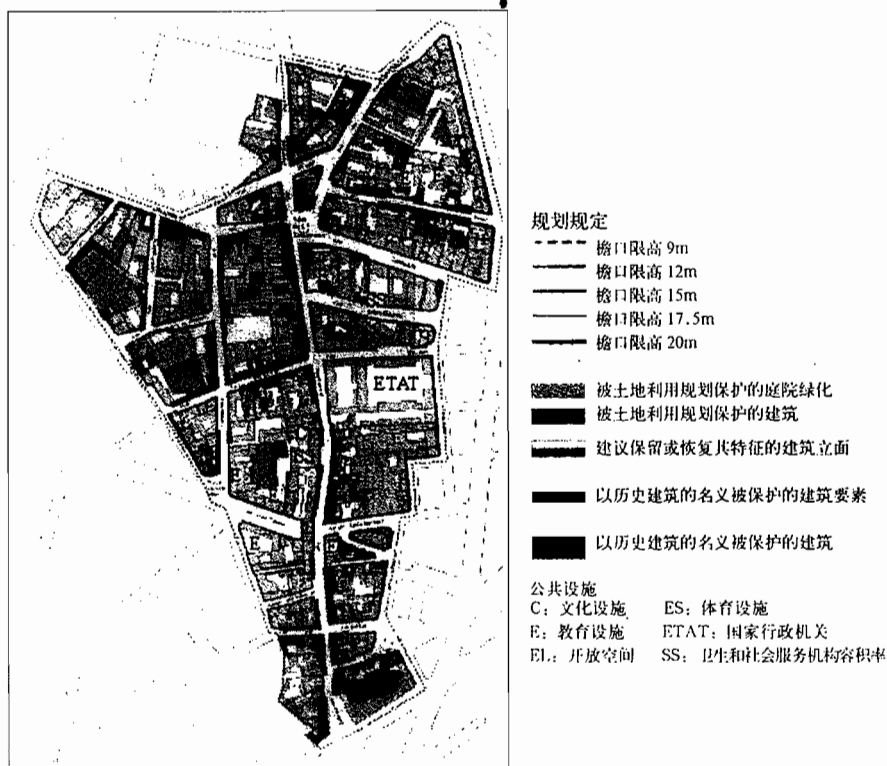 ETAT
SS
E
规划规定
檐口限高 9m
檐口限高 12m
檐口限高 15m
檐口限高 17.5m
檐口限高 20m
被土地利用规划保护的庭院绿化
被土地利用规划保护的建筑
建议保留或恢复其特征的建筑立面
以历史建筑的名义被保护的建筑要素
以历史建筑的名义被保护的建筑
公共设施
C：文化设施 ES：体育设施
E：教育设施 ETAT：国家行政机关
EL：开放空间 SS：卫生和社会服务机构容积率